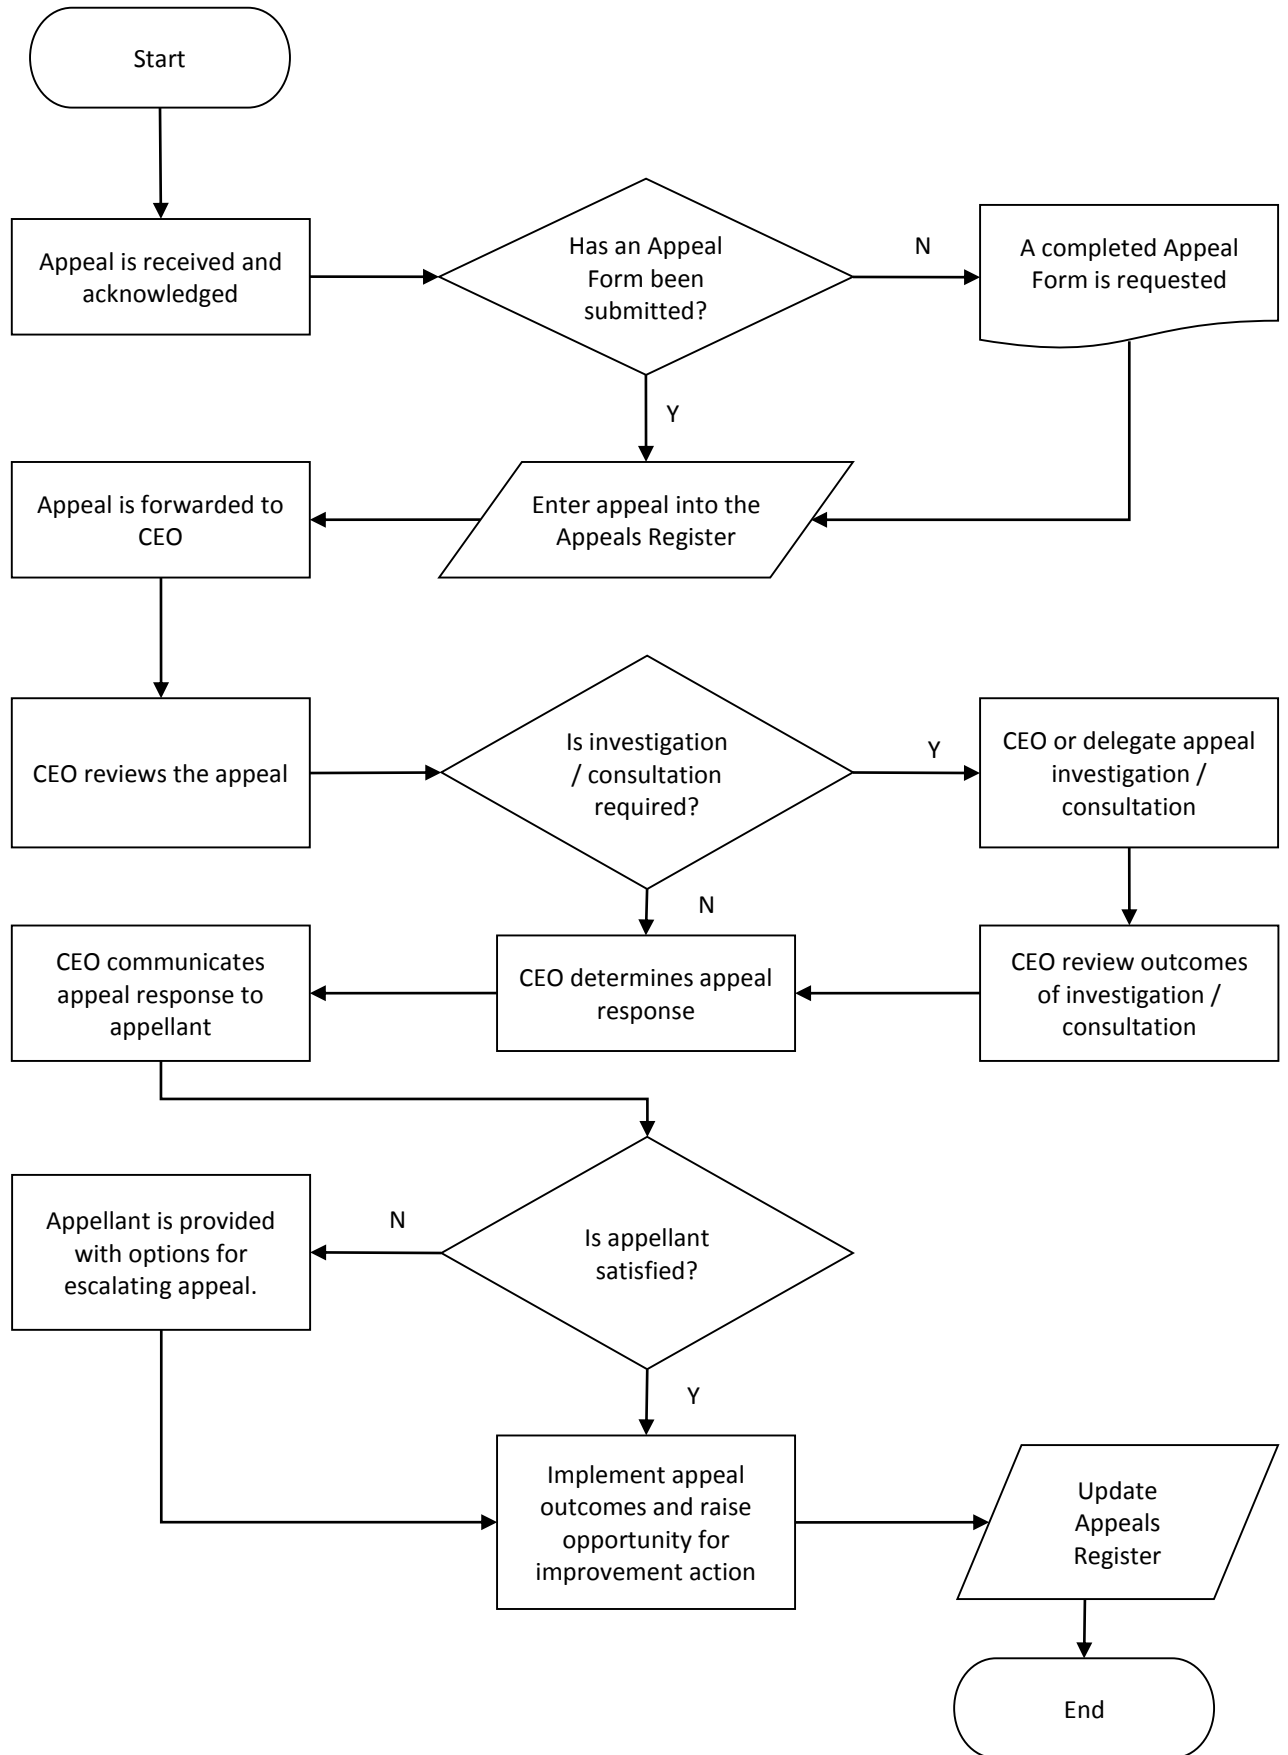 Start
Appeal is received and
acknowledged
Has an Appeal
Form been
submitted?
N
A completed Appeal
Form is requested
Y
Appeal is forwarded to
CEO
Enter appeal into the
Appeals Register
CEO reviews the appeal
Is investigation
/ consultation
required?
Y
CEO or delegate appeal
investigation /
consultation
N
CEO communicates
appeal response to
appellant
CEO determines appeal
response
CEO review outcomes
of investigation /
consultation
Appellant is provided
with options for
escalating appeal.
N
Is appellant
satisfied?
Y
Implement appeal
outcomes and raise
opportunity for
improvement action
Update
Appeals
Register
End